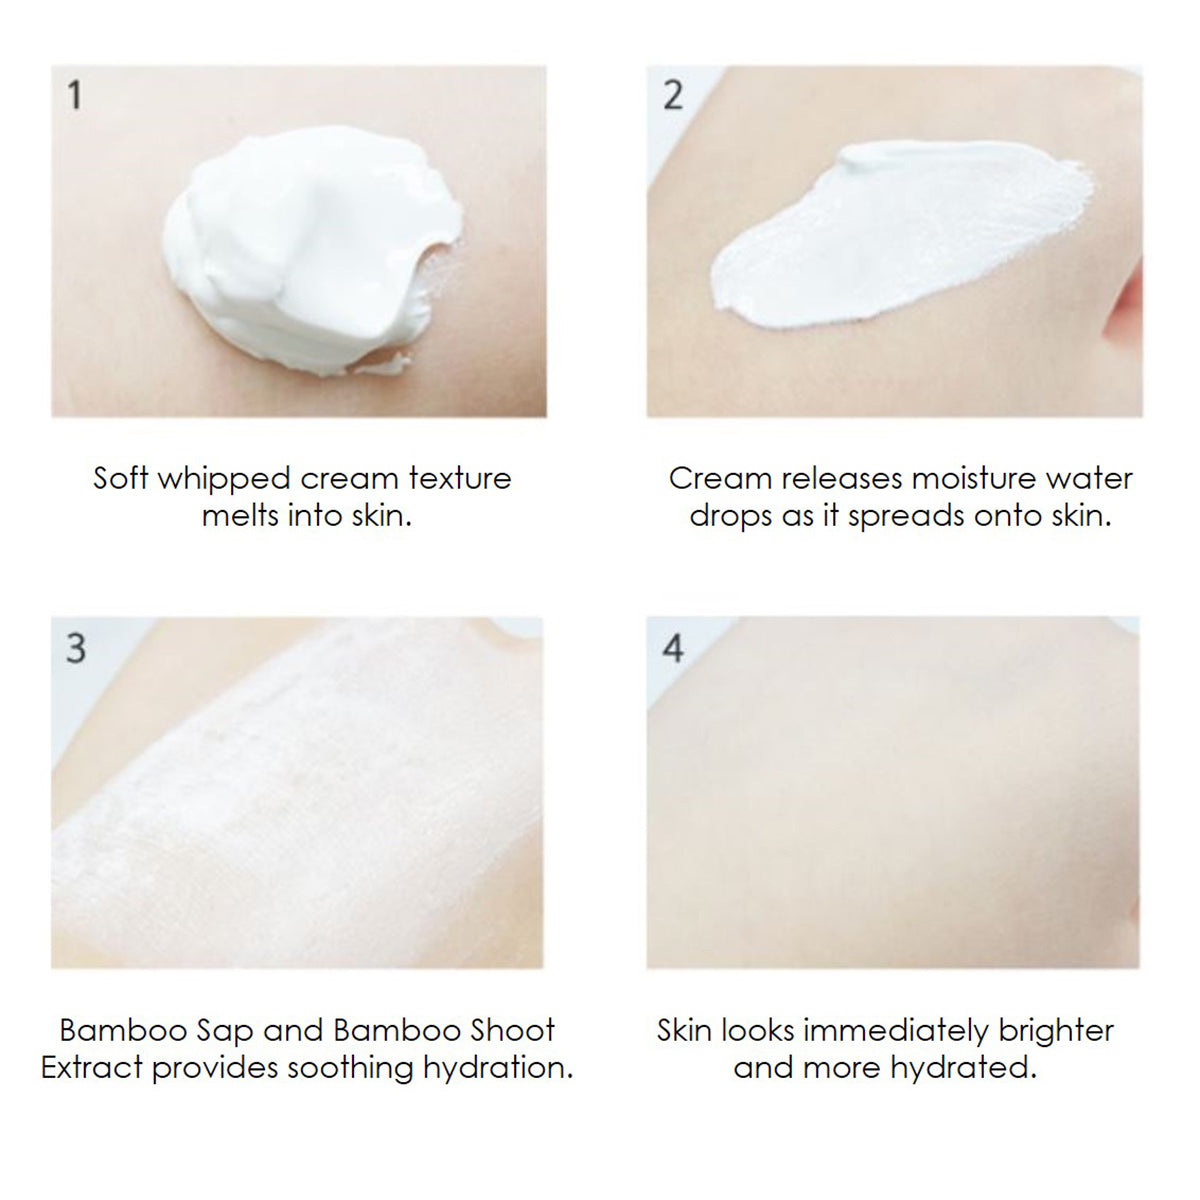 1
2
Soft whipped cream texture
melts into skin.
Cream releases moisture water
drops as it spreads onto skin.
3
4
Bamboo Sap and Bamboo Shoot
Extract provides soothing hydration.
Skin looks immediately brighter
and more hydrated.